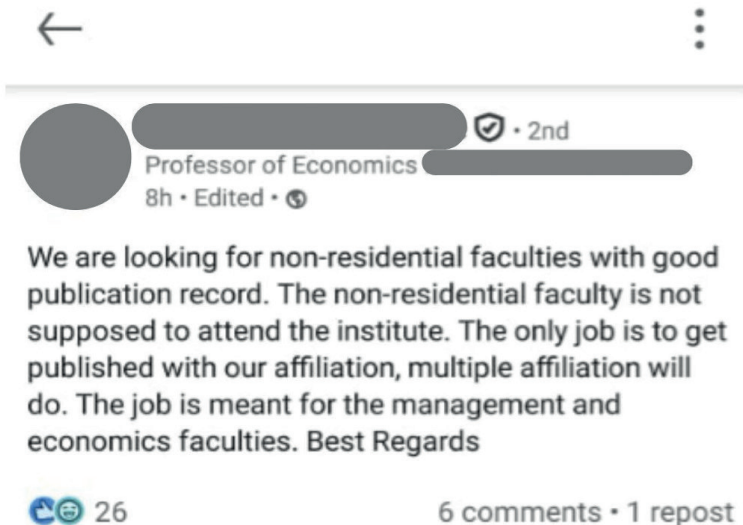 • 2nd
Professor of Economics
8h • Edited •
We are looking for non-residential faculties with good
publication record. The non-residential faculty is not
supposed to attend the institute. The only job is to get
published with our affiliation, multiple affiliation will
do. The job is meant for the management and
economics faculties. Best Regards
26
6 comments • 1 repost